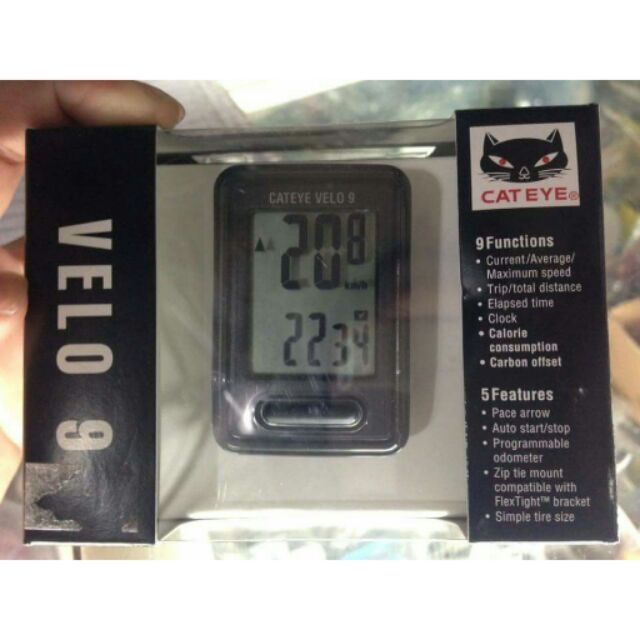 VELO 9
CATEYE VELO 9
20 8
km/h
22 34
CATEYE®
9 Functions
• Current/Average/
Maximum speed
• Trip/total distance
• Elapsed time
• Clock
• Calorie
consumption
• Carbon offset
5 Features
• Pace arrow
• Auto start/stop
• Programmable
odometer
• Zip tie mount
compatible with
FlexTight™ bracket
• Simple tire size